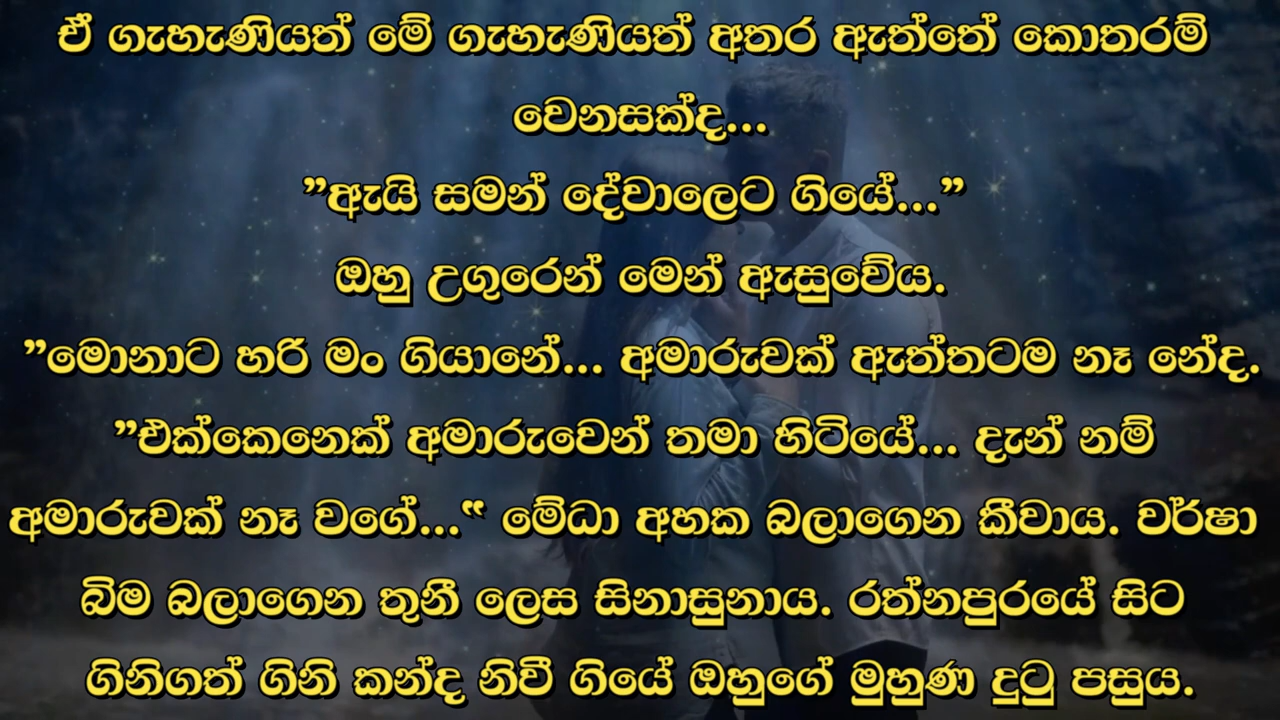 ඒ ගැහැණියත් මේ ගැහැණියත් අතර ඇත්තේ කොතරම්
වෙනසක්ද...
”ඇයි සමන් දේවාලෙට ගියේ...”
ඔහු උගුරෙන් මෙන් ඇසුවේය.
”මොනාට හරි මං ගියානේ... අමාරුවක් ඇත්තටම නෑ නේද.
”එක්කෙනෙක් අමාරුවෙන් තමා හිටියේ... දැන් නම්
අමාරුවක් නෑ වගේ...“ මේධා අහක බලාගෙන කීවාය. වර්ෂා
බිම බලාගෙන තුනී ලෙස සිනාසුනාය. රත්නපුරයේ සිට
ගිනිගත් ගිනි කන්ද නිවී ගියේ ඔහුගේ මුහුණ දුටු පසුය.